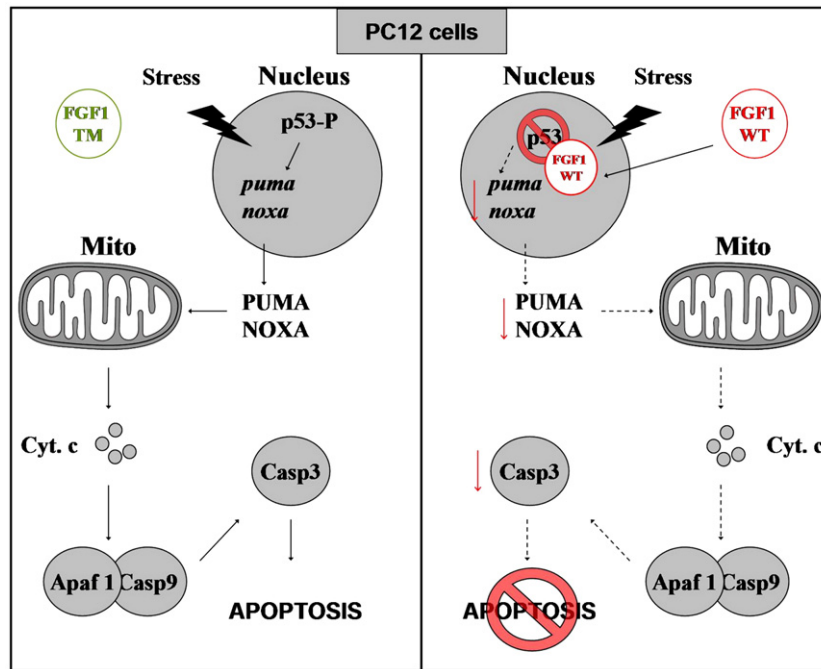 PC12 cells
Stress
Nucleus
FGF1
TM
p53-P
puma
noxa
Mito
PUMA
NOXA
Cyt. c
Casp3
Apaf 1
Casp9
APOPTOSIS
Nucleus
Stress
p53
FGF1
WT
FGF1
WT
puma
noxa
PUMA
NOXA
Mito
Casp3
Cyt. c
Apaf 1
Casp9
APOPTOSIS